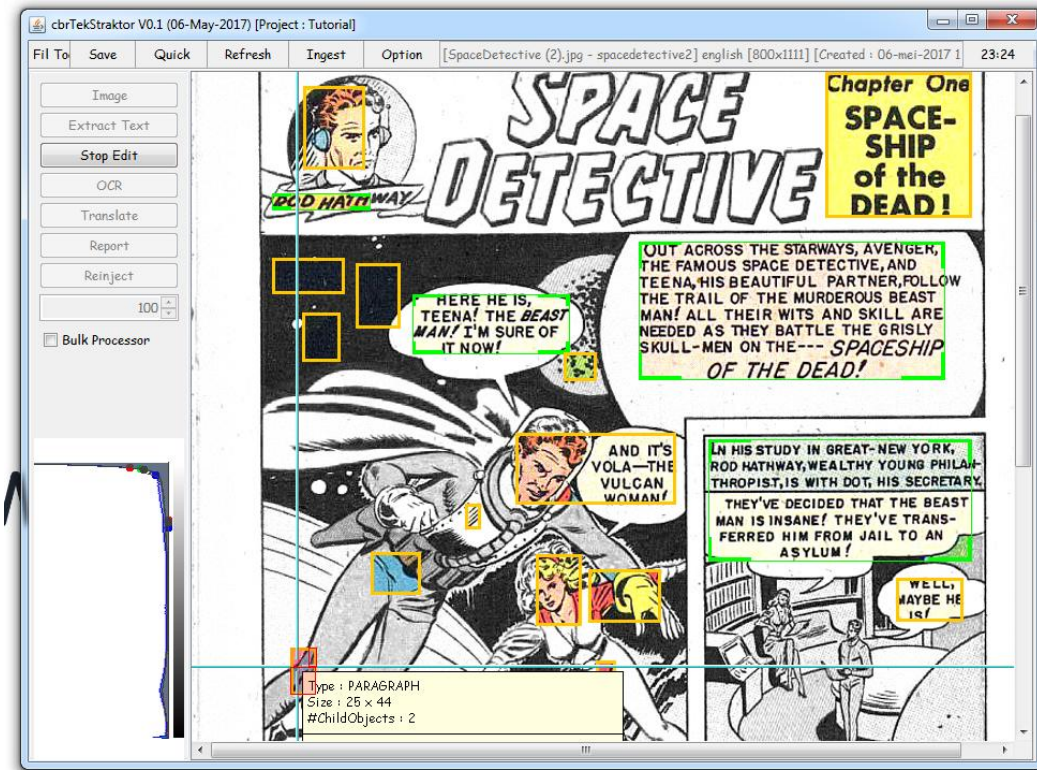 cbrTekStraktor V0.1 (06-May-2017) [Project : Tutorial]
Fil To Save Quick Refresh Ingest Option [SpaceDetective (2).jpg - spacedetective2] english [800x1111] [Created : 06-mei-2017 1 23:24
Image
Extract Text
Stop Edit
OCR
Translate
Report
Reinject
100
Bulk Processor
SPACE
DETECTIVE
ROD HATHWAY
Chapter One
SPACE-
SHIP
of the
DEAD!
OUT ACROSS THE STARWAYS, AVENGER,
THE FAMOUS SPACE DETECTIVE, AND
TEENA, HIS BEAUTIFUL PARTNER, FOLLOW
THE TRAIL OF THE MURDEROUS BEAST
MAN! ALL THEIR WITS AND SKILL ARE
NEEDED AS THEY BATTLE THE GRISLY
SKULL-MEN ON THE--- SPACESHIP
OF THE DEAD!
HERE HE IS,
TEENA! THE BEAST
MAN! I'M SURE OF
IT NOW!
AND IT'S
VOLA—THE
VULCAN
WOMAN!
IN HIS STUDY IN GREAT-NEW YORK,
ROD HATHWAY, WEALTHY YOUNG PHILAN-
THROPIST, IS WITH DOT, HIS SECRETARY.
THEY'VE DECIDED THAT THE BEAST
MAN IS INSANE! THEY'VE TRANS-
FERRED HIM FROM JAIL TO AN
ASYLUM!
WELL,
MAYBE HE
IS!
Type : PARAGRAPH
Size : 25 x 44
#ChildObjects : 2